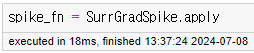 spike_fn = SurrGradSpike.apply
executed in 18ms, finished 13:37:24 2024-07-08